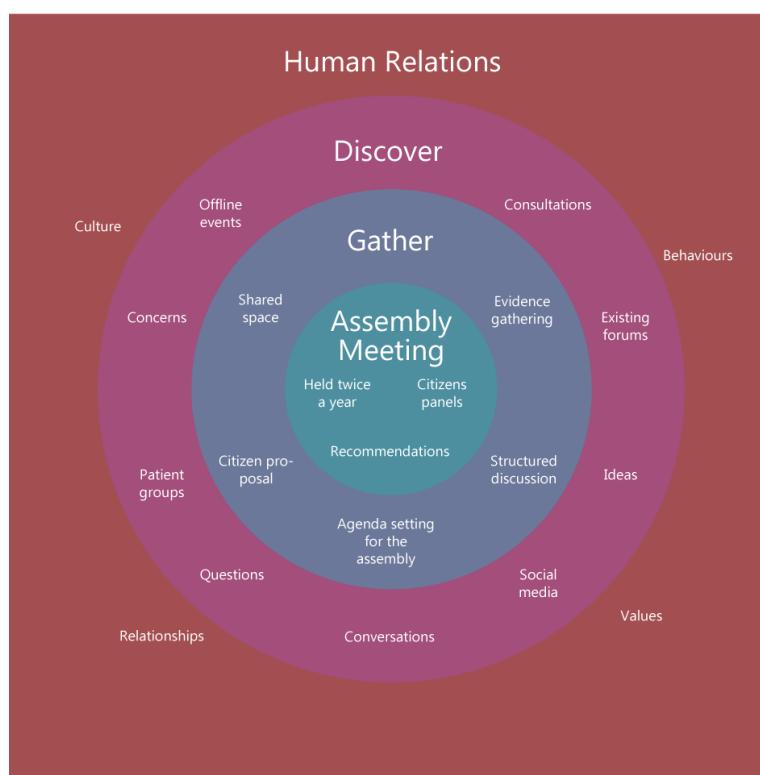 Human Relations
Discover
Offline
events
Consultations
Culture
Gather
Behaviours
Shared
space
Evidence
gathering
Concerns
Existing
forums
Assembly
Meeting
Held twice
a year
Citizens
panels
Recommendations
Citizen pro-
posal
Structured
discussion
Patient
groups
Ideas
Agenda setting
for the
assembly
Questions
Social
media
Values
Relationships
Conversations